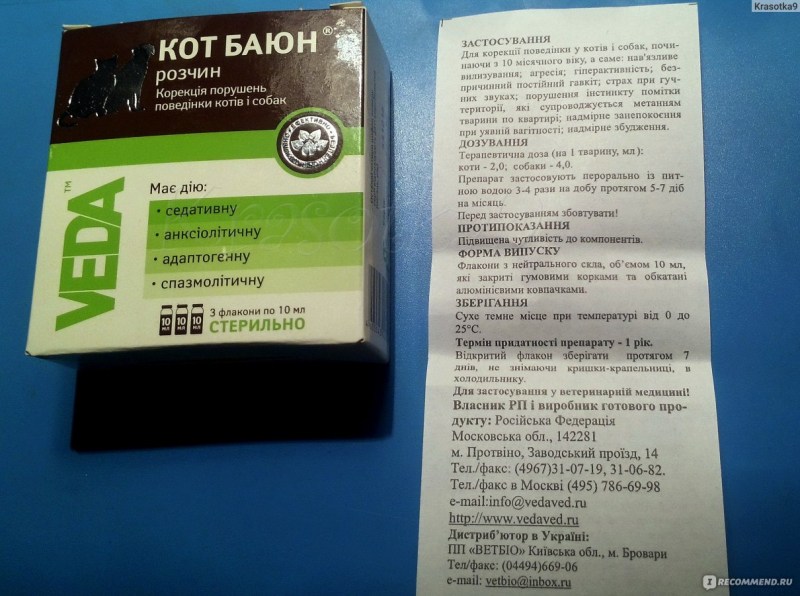 Krasotka9
КОТ БАЮН®
розчин
Корекція порушень
поведінки котів і собак
VEDA™
Має дію:
• седативну
• анксіолітичну
• адаптогенну
• спазмолітичну
10 МЛ 10 МЛ 10 МЛ
3 флакони по 10 мл
СТЕРИЛЬНО
ЗАСТОСУВАННЯ
Для корекції поведінки у котів і собак, почи-
наючи з 10 місячного віку, а саме: нав'язливе
вилизування; агресія; гіперактивність; без-
причинний постійний гавкіт; страх при гуч-
них звуках; порушення інстинкту помітки
території, які супроводжується метанням
тварини по квартирі; надмірне занепокоєння
при уявній вагітності; надмірне збудження.
ДОЗУВАННЯ
Терапевтична доза (на 1 тварину, мл):
коти - 2,0; собаки - 4,0.
Препарат застосовують перорально із пит-
ною водою 3-4 рази на добу протягом 5-7 діб
на місяць.
Перед застосуванням збовтувати!
ПРОТИПОКАЗАННЯ
Підвищена чутливість до компонентів.
ФОРМА ВИПУСКУ
Флакони з нейтрального скла, об'ємом 10 мл,
які закриті гумовими корками та обкатані
алюмінієвими ковпачками.
ЗБЕРІГАННЯ
Сухе темне місце при температурі від 0 до
25°С.
Термін придатності препарату - 1 рік.
Відкритий флакон зберігати протягом 7
днів, не знімаючи кришки-крапельниці, в
холодильнику.
Для застосування у ветеринарній медицині!
Власник РП і виробник готового про-
дукту: Російська Федерація
Московська обл., 142281
м. Протвіно, Заводський проїзд, 14
Тел./факс: (4967)31-07-19, 31-06-82.
Тел./факс в Москві (495) 786-69-98
e-mail:info@vedaved.ru
http://www.vedaved.ru
Дистриб'ютор в Україні:
ПП «ВЕТБІО» Київська обл., м. Бровари
Тел/факс: (04494)669-06
e-mail: vetbio@inbox.ru
I RECOMMEND.RU